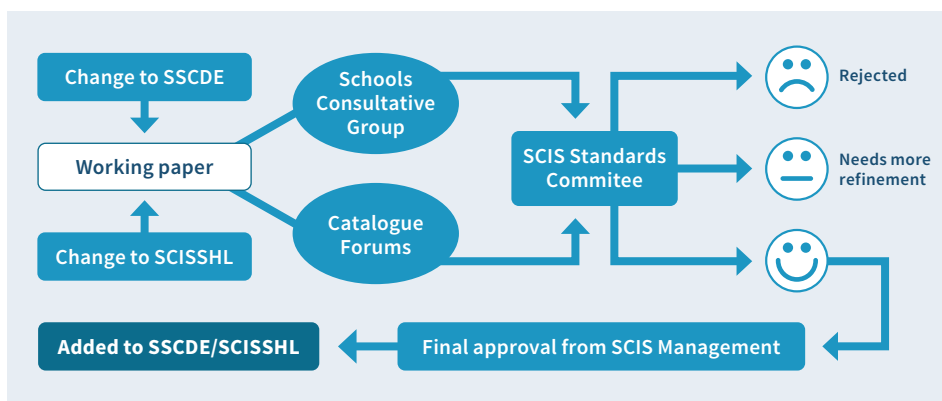 Change to SSCDE
Working paper
Change to SCISSHL
Schools
Consultative
Group
Catalogue
Forums
SCIS Standards
Commitee
Rejected
Needs more
refinement
Final approval from SCIS Management
Added to SSCDE/SCISSHL